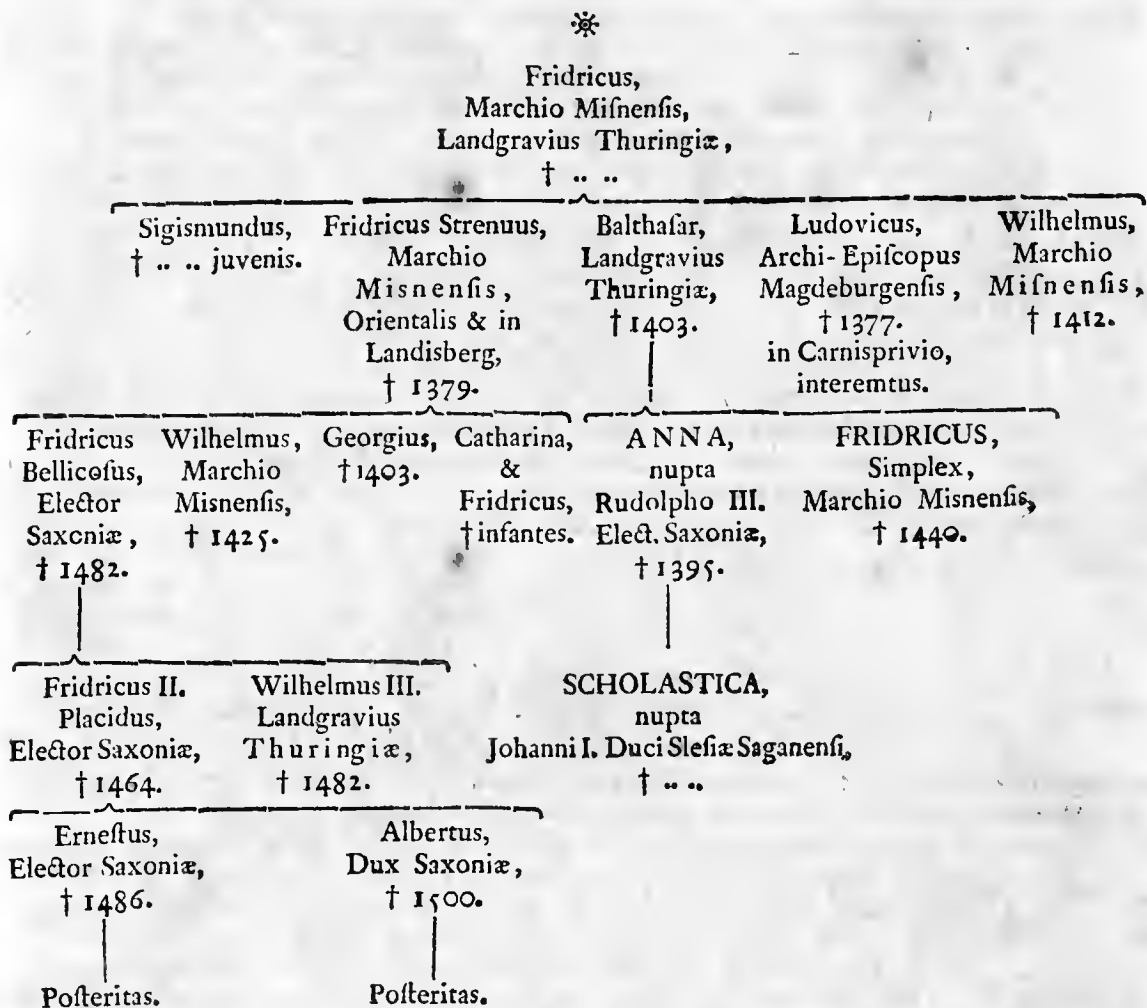 Fridricus,
Marchio Miſnenſis,
Landgravius Thuringiæ,
† .. ..
Sigismundus,
† .. .. juvenis.
Fridricus Strenuus,
Marchio
Misnenſis,
Orientalis & in
Landisberg,
† 1379.
Balthaſar,
Landgravius
Thuringiæ,
† 1403.
Ludovicus,
Archi-Epiſcopus
Magdeburgenſis,
† 1377.
in Carnisprivio,
interemtus.
Wilhelmus,
Marchio
Miſnenſis,
† 1412.
Fridricus
Bellicoſus,
Elector
Saxoniæ,
† 1482.
Wilhelmus,
Marchio
Misnenſis,
† 1425.
Georgius,
† 1403.
Catharina,
&
Fridricus,
† infantes.
ANNA,
nupta
Rudolpho III.
Elect. Saxoniæ,
† 1395.
FRIDRICUS,
Simplex,
Marchio Misnenſis,
† 1440.
Fridricus II.
Placidus,
Elector Saxoniæ,
† 1464.
Wilhelmus III.
Landgravius
Thuringiæ,
† 1482.
SCHOLASTICA,
nupta
Johanni I. Duci Sleſiæ Saganenſi,
† .. ..
Erneſtus,
Elector Saxoniæ,
† 1486.
Albertus,
Dux Saxoniæ,
† 1500.
Poſteritas.
Poſteritas.